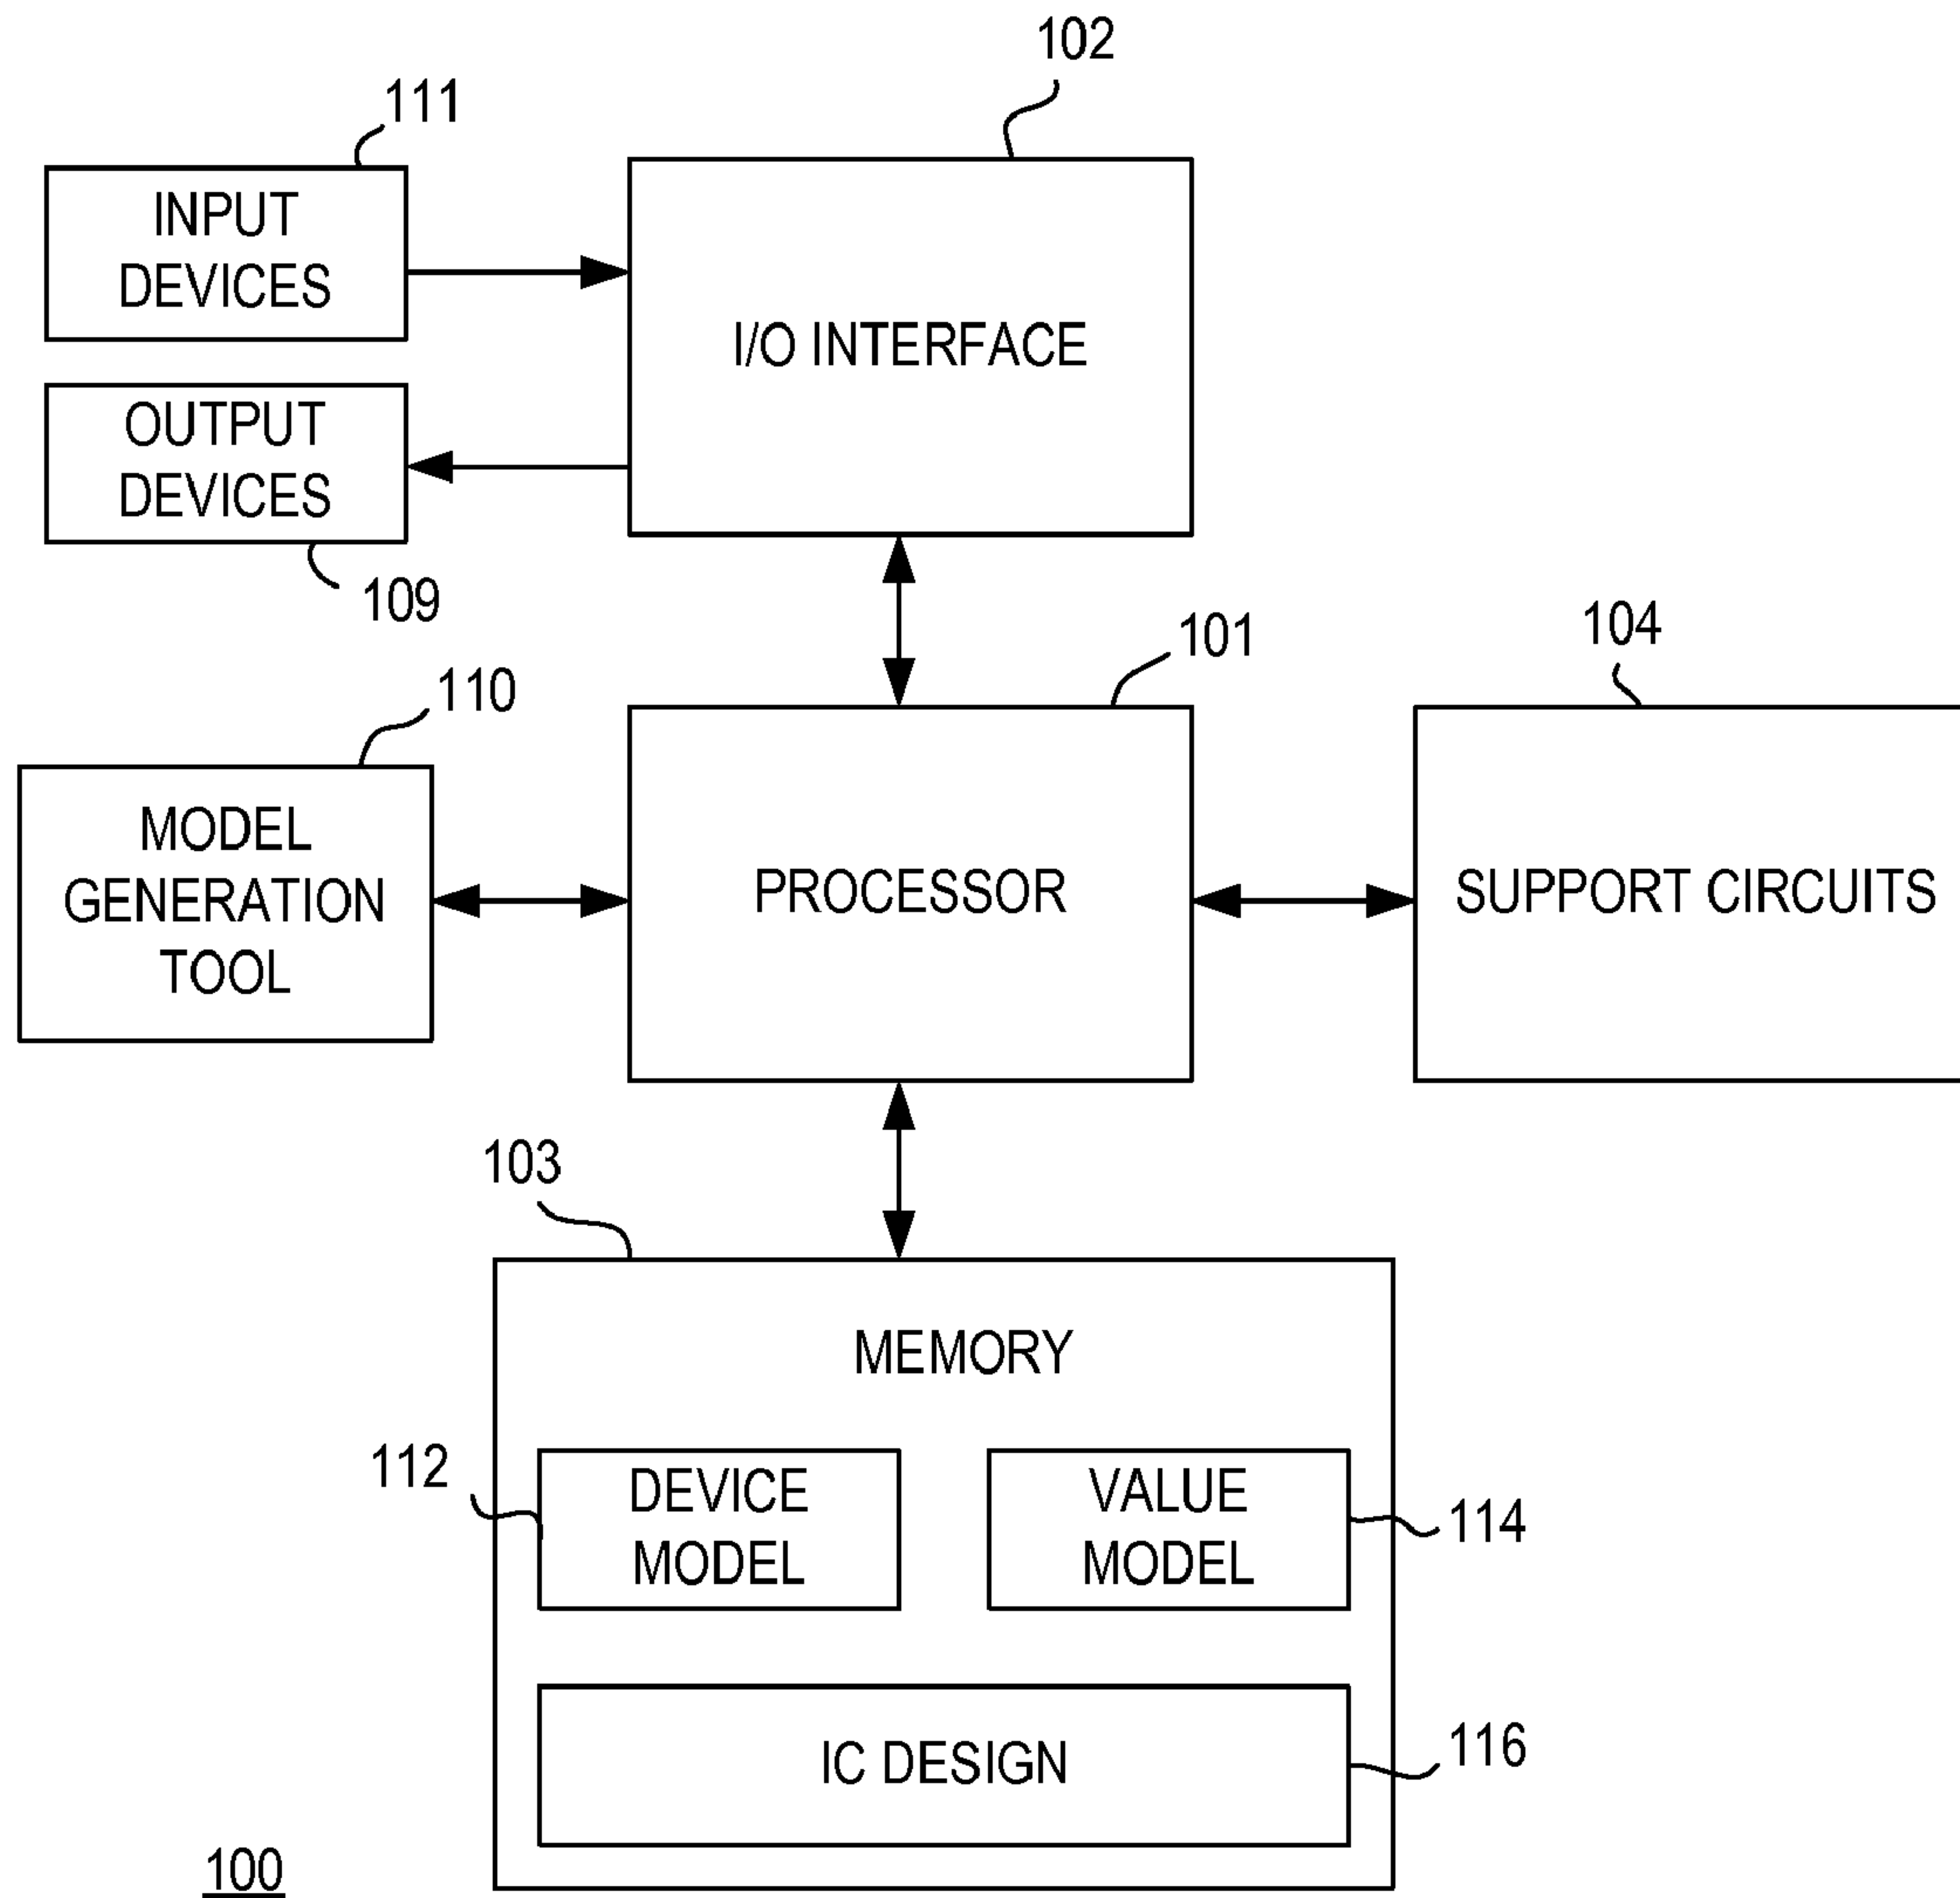 102
111
INPUT
DEVICES
I/O INTERFACE
OUTPUT
DEVICES
109
101
104
110
MODEL
GENERATION
TOOL
PROCESSOR
SUPPORT CIRCUITS
103
MEMORY
112
DEVICE
MODEL
VALUE
MODEL
114
IC DESIGN
116
100